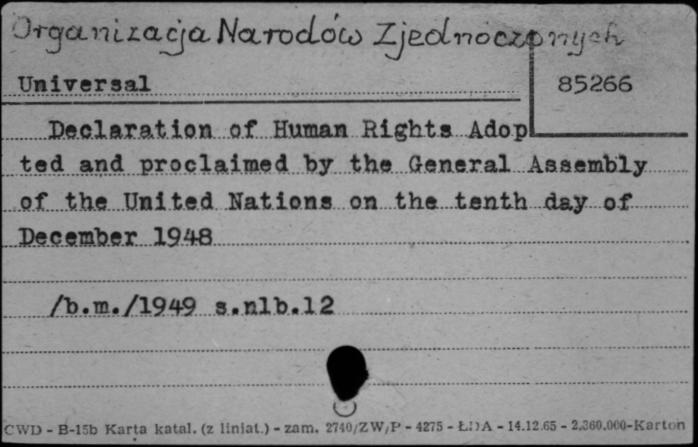 Organizacja Narodów Zjednoczonych
Universal
85266
Declaration of Human Rights Adop
ted and proclaimed by the General Assembly
of the United Nations on the tenth day of
December 1948
/b.m./1949 s.nlb.12
CWD - B-15b Karta katal. (z liniat.) - zam. 2740/ZW/P - 4275 - ŁDA - 14.12.65 - 2.360.000-Karton